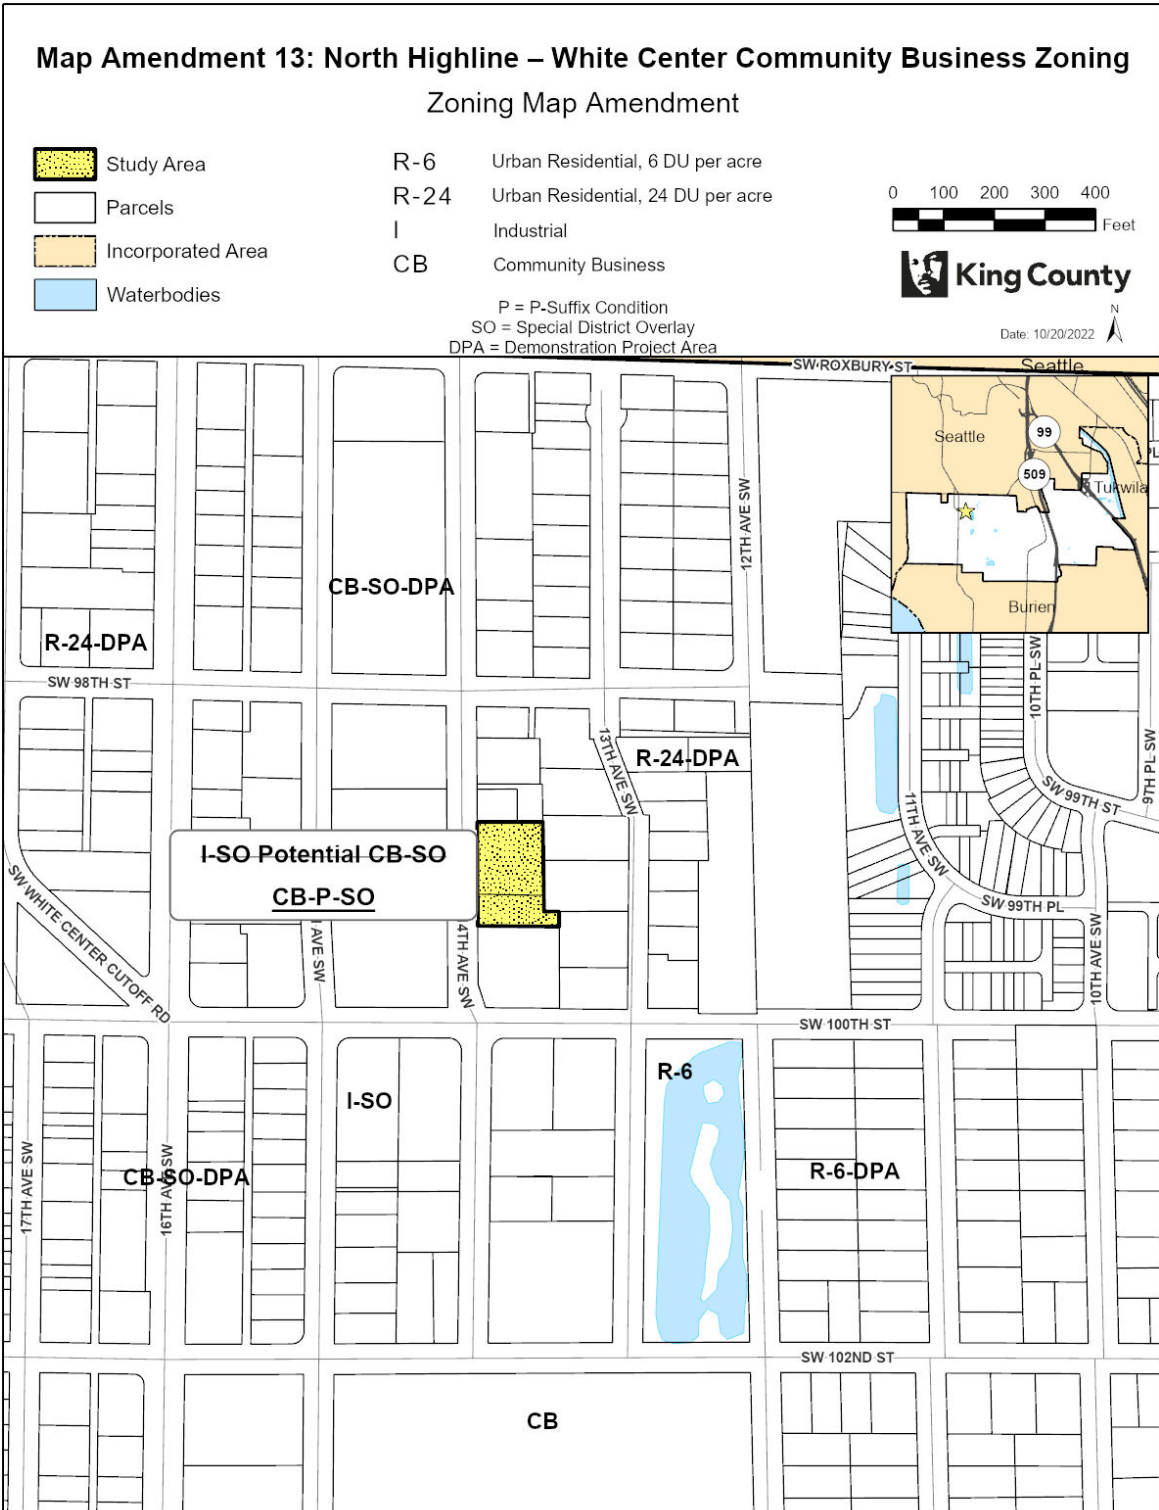 Map Amendment 13: North Highline – White Center Community Business Zoning
Zoning Map Amendment
Study Area
Parcels
Incorporated Area
Waterbodies
R-6 Urban Residential, 6 DU per acre
R-24 Urban Residential, 24 DU per acre
I Industrial
CB Community Business
P = P-Suffix Condition
SO = Special District Overlay
DPA = Demonstration Project Area
0 100 200 300 400
Feet
King County
N
Date: 10/20/2022
SW ROXBURY ST
Seattle
Seattle
99
509
Tukwila
Burien
12TH AVE SW
CB-SO-DPA
R-24-DPA
SW 98TH ST
10TH PL SW
13TH AVE SW
R-24-DPA
9TH PL SW
SW 99TH ST
11TH AVE SW
I-SO Potential CB-SO
CB-P-SO
SW WHITE CENTER CUTOFF RD
SW 99TH PL
AVE SW
4TH AVE SW
10TH AVE SW
SW 100TH ST
R-6
I-SO
17TH AVE SW
CB-SO-DPA
16TH AVE SW
R-6-DPA
SW 102ND ST
CB